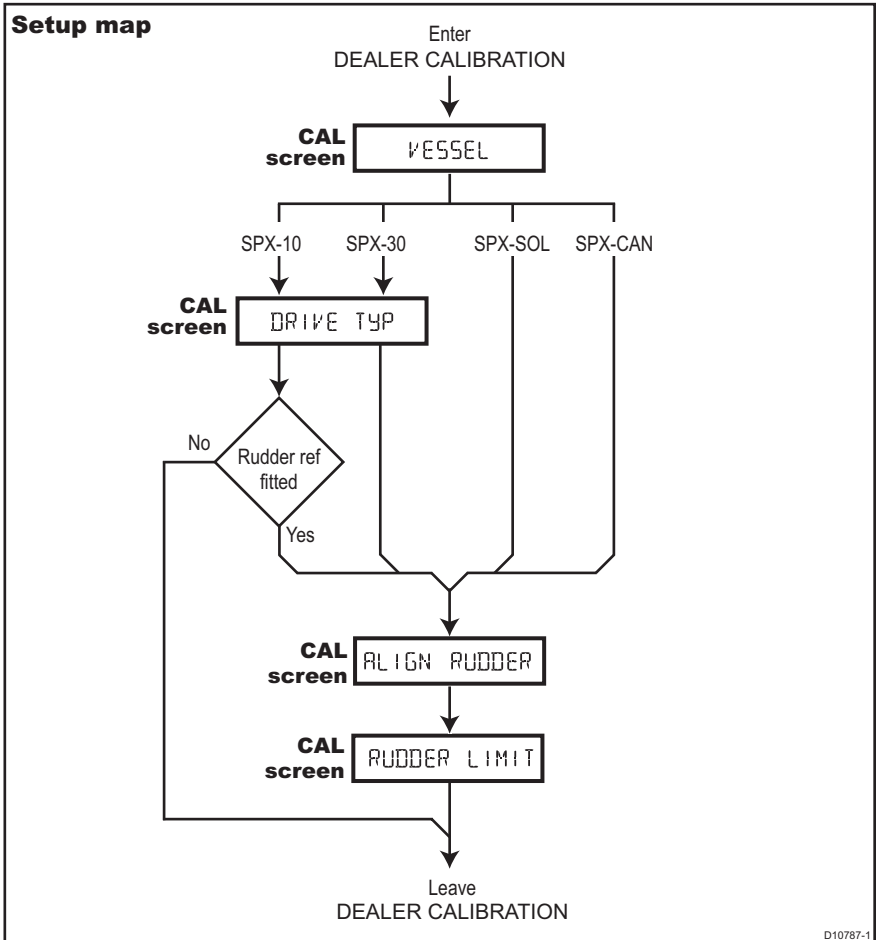 Setup map
Enter
DEALER CALIBRATION
CAL
screen
VESSEL
SPX-10 SPX-30 SPX-SOL SPX-CAN
CAL
screen
DRIVE TYP
No
Rudder ref
fitted
Yes
CAL
screen
ALIGN RUDDER
CAL
screen
RUDDER LIMIT
Leave
DEALER CALIBRATION
D10787-1